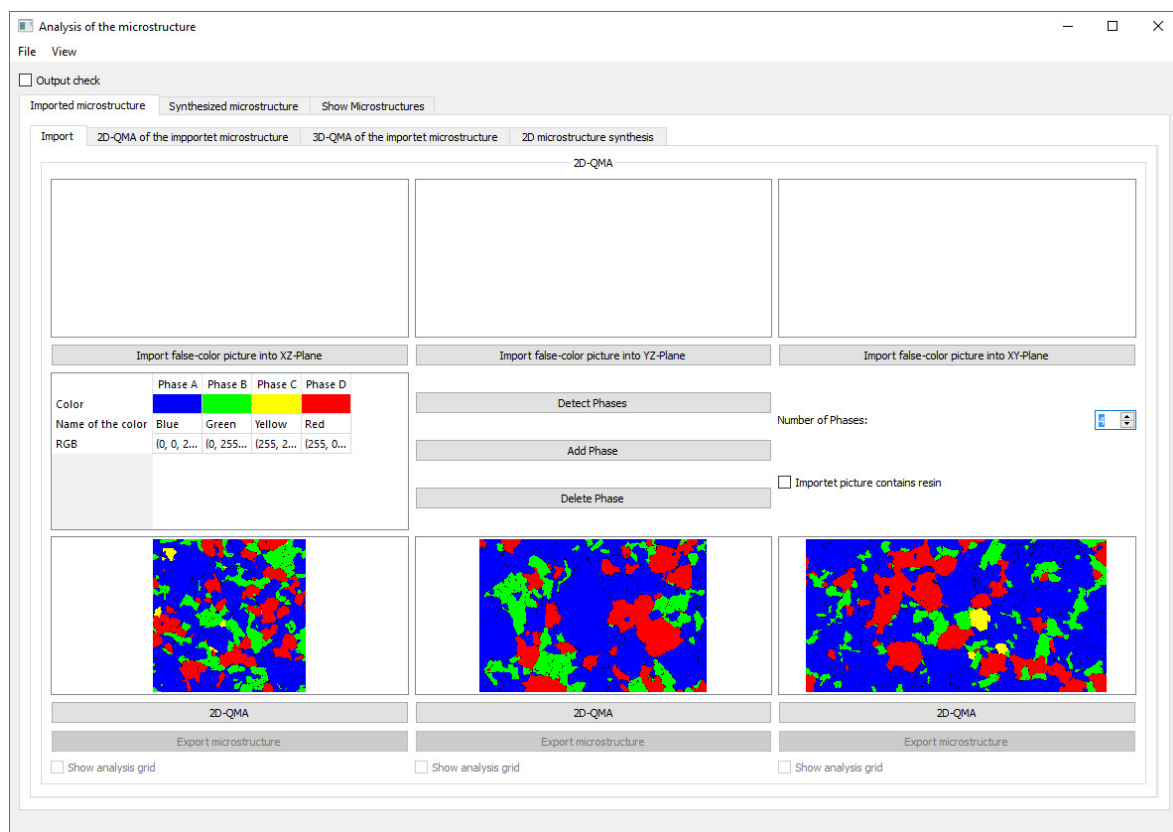 Analysis of the microstructure
File View
Output check
Imported microstructure Synthesized microstructure Show Microstructures
Import 2D-QMA of the impportet microstructure 3D-QMA of the importet microstructure 2D microstructure synthesis
2D-QMA
Import false-color picture into XZ-Plane Import false-color picture into YZ-Plane Import false-color picture into XY-Plane
Phase A Phase B Phase C Phase D
Color
Name of the color Blue Green Yellow Red
RGB (0, 0, 2... (0, 255... (255, 2... (255, 0...
Detect Phases
Add Phase
Delete Phase
Number of Phases: 4
Importet picture contains resin
2D-QMA 2D-QMA 2D-QMA
Export microstructure Export microstructure Export microstructure
Show analysis grid Show analysis grid Show analysis grid